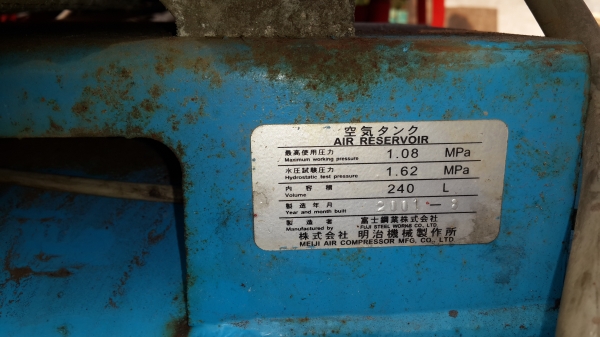 空気タンク
AIR RESERVOIR
最高使用圧力 1.08 MPa
Maximum working pressure
水圧試験圧力 1.62 MPa
Hydrostatic test pressure
内容積 240 L
Volume
製造年月
Year and month built
製造者 富士鋼業株式会社
Manufactured by FUJI STEEL WORKS CO., LTD.
株式会社 明治機械製作所
MEIJI AIR COMPRESSOR MFG, CO., LTD